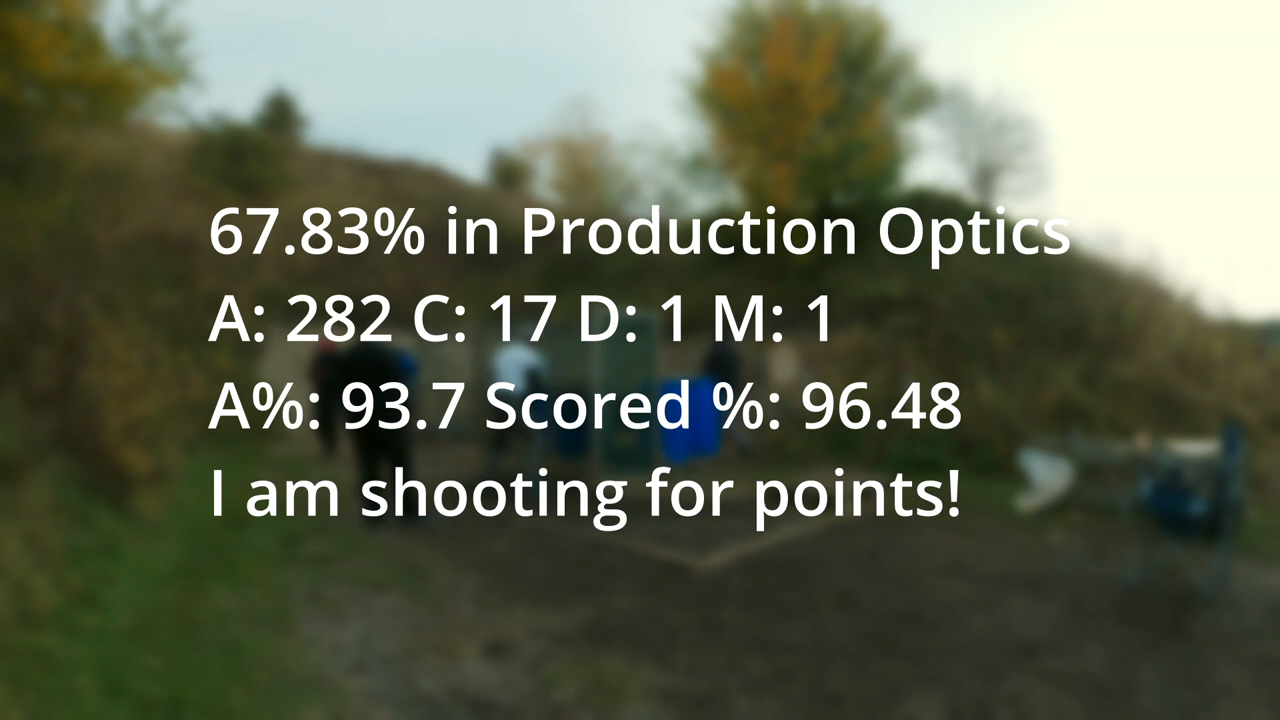 67.83% in Production Optics
A: 282 C: 17 D: 1 M: 1
A%: 93.7 Scored %: 96.48
I am shooting for points!